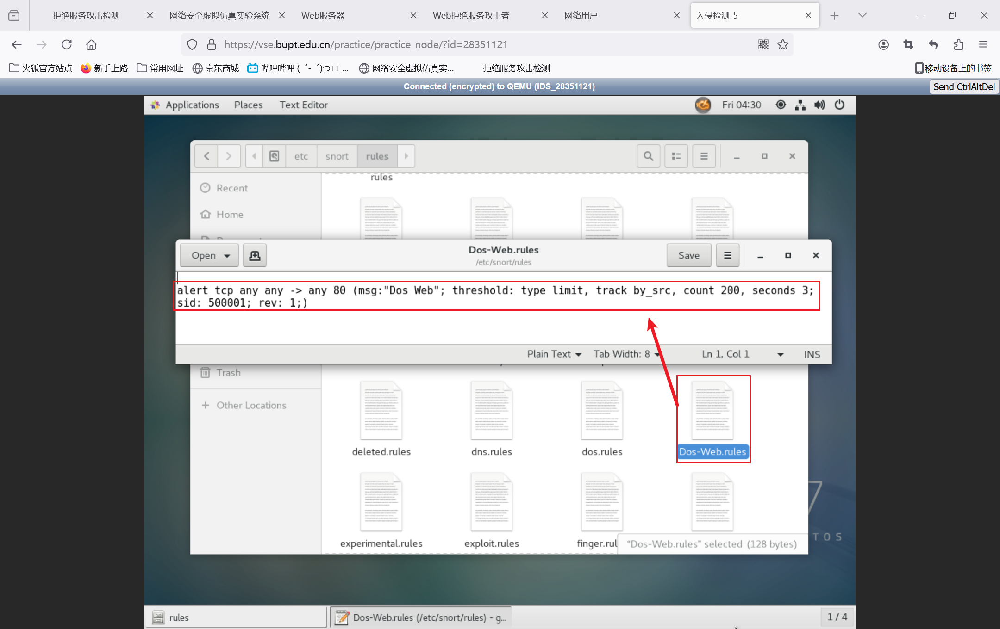 拒绝服务攻击检测
网络安全虚拟仿真实验系统
Web服务器
Web拒绝服务攻击者
网络用户
入侵检测-5
https://vse.bupt.edu.cn/practice/practice_node/?id=28351121
火狐官方站点
新手上路
常用网址
京东商城
哔哩哔哩 (゜-゜)つロ ...
网络安全虚拟仿真实...
拒绝服务攻击检测
移动设备上的书签
Connected (encrypted) to QEMU (IDS_28351121)
Send CtrlAltDel
Applications
Places
Text Editor
Fri 04:30
etc
snort
rules
rules
Recent
Home
Open
Dos-Web.rules
/etc/snort/rules
Save
alert tcp any any -> any 80 (msg:"Dos Web"; threshold: type limit, track by_src, count 200, seconds 3;
sid: 500001; rev: 1;)
Plain Text
Tab Width: 8
Ln 1, Col 1
INS
Trash
Other Locations
deleted.rules
dns.rules
dos.rules
Dos-Web.rules
experimental.rules
exploit.rules
finger.rul
“Dos-Web.rules” selected (128 bytes)
7
TOS
rules
Dos-Web.rules (/etc/snort/rules) - g...
1 / 4